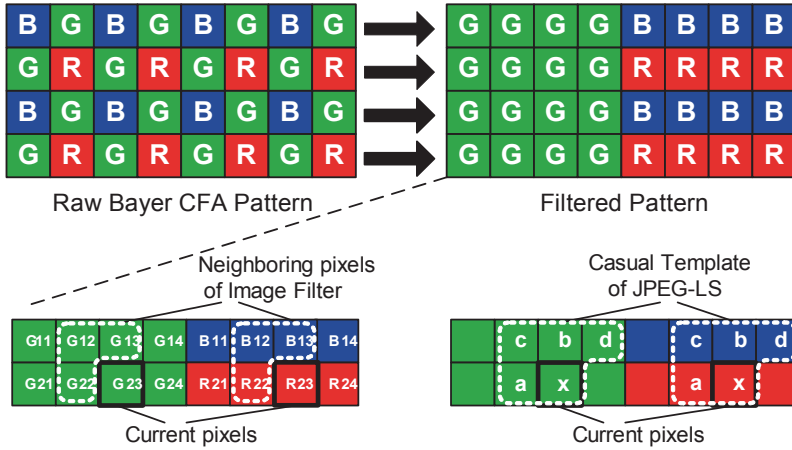 B G B G B G B G
G R G R G R G R
B G B G B G B G
G R G R G R G R
G G G G B B B B
G G G G R R R R
G G G G B B B B
G G G G R R R R
Raw Bayer CFA Pattern
Filtered Pattern
Neighboring pixels
of Image Filter
Casual Template
of JPEG-LS
G11 G12 G13 G14 B11 B12 B13 B14
G21 G22 G23 G24 R21 R22 R23 R24
c b d c b d
a x a x
Current pixels
Current pixels